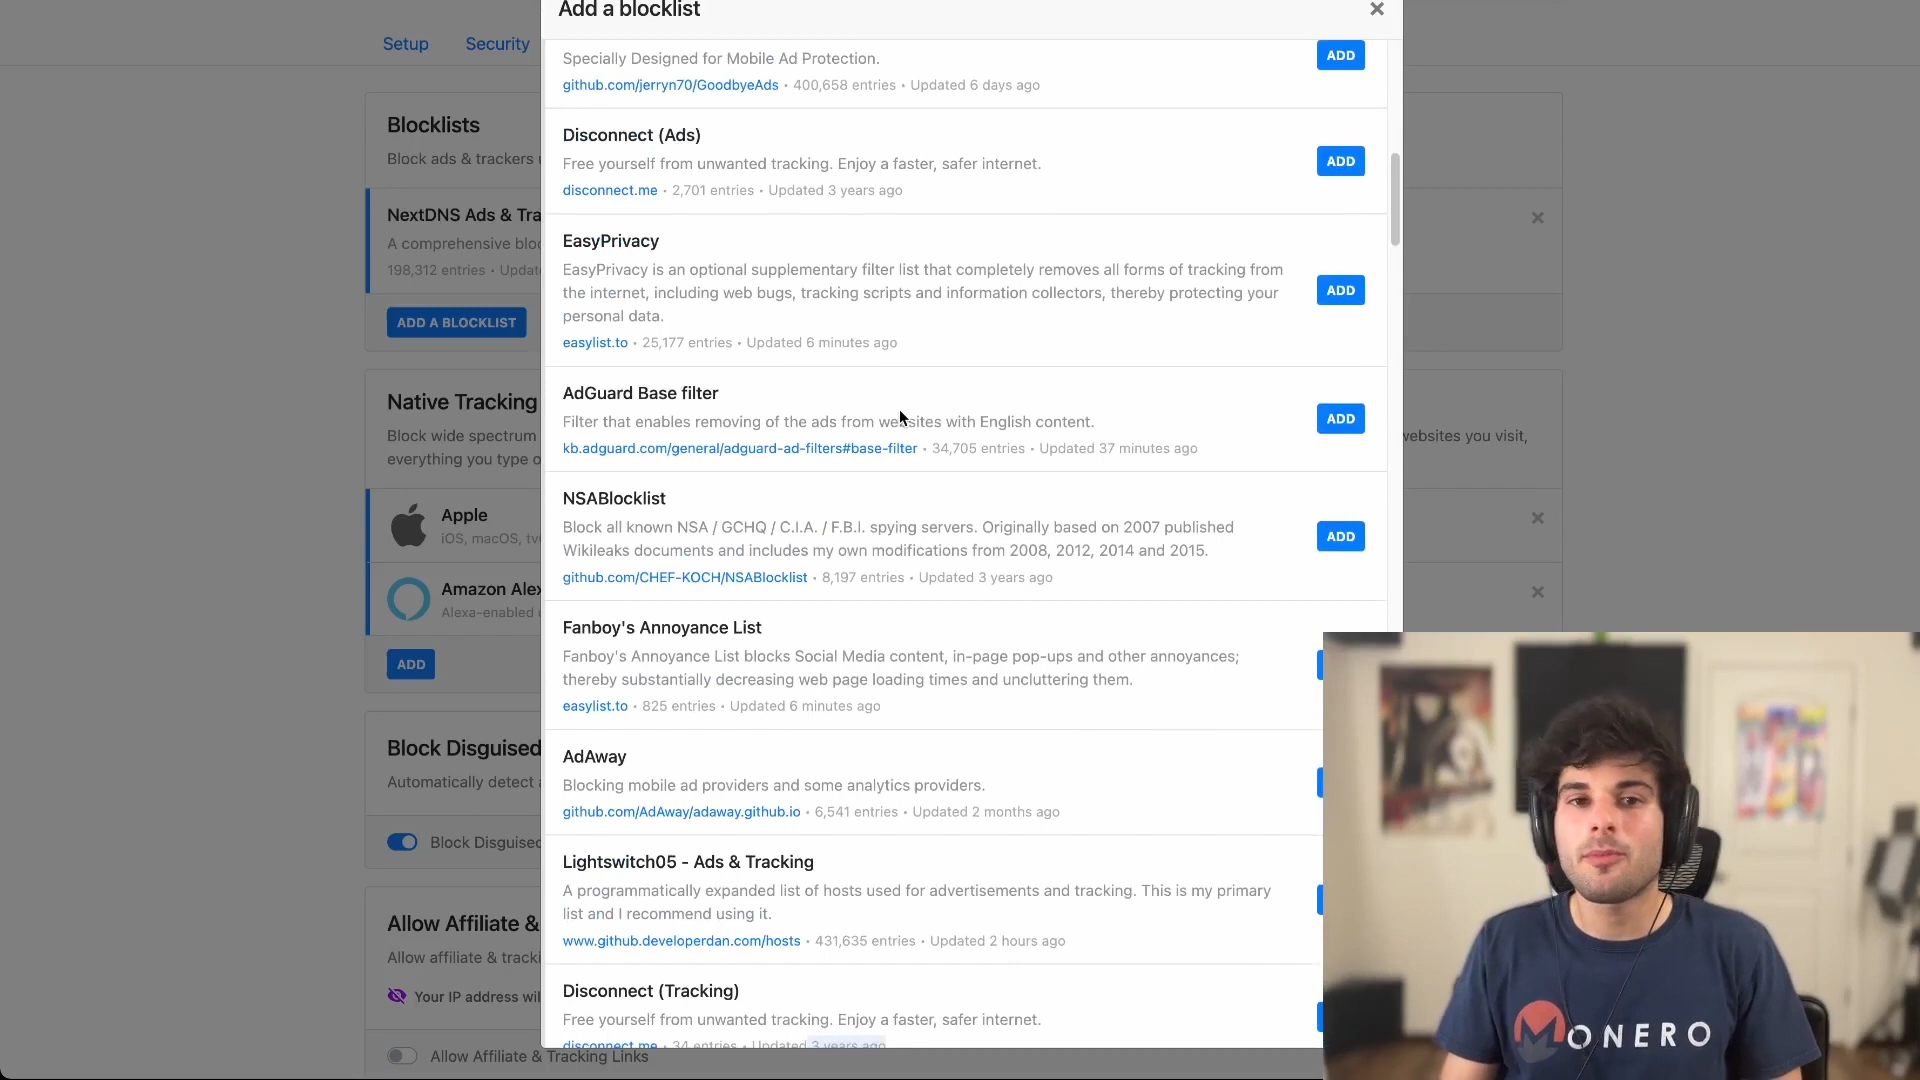 Add a blocklist
Setup Security
Specially Designed for Mobile Ad Protection.
ADD
github.com/jerryn70/GoodbyeAds • 400,658 entries • Updated 6 days ago
Disconnect (Ads)
Free yourself from unwanted tracking. Enjoy a faster, safer internet.
ADD
disconnect.me • 2,701 entries • Updated 3 years ago
EasyPrivacy
EasyPrivacy is an optional supplementary filter list that completely removes all forms of tracking from
the internet, including web bugs, tracking scripts and information collectors, thereby protecting your
personal data.
ADD
easylist.to • 25,177 entries • Updated 6 minutes ago
AdGuard Base filter
Filter that enables removing of the ads from websites with English content.
ADD
kb.adguard.com/general/adguard-ad-filters#base-filter • 34,705 entries • Updated 37 minutes ago
NSABlocklist
Block all known NSA / GCHQ / C.I.A. / F.B.I. spying servers. Originally based on 2007 published
Wikileaks documents and includes my own modifications from 2008, 2012, 2014 and 2015.
ADD
github.com/CHEF-KOCH/NSABlocklist • 8,197 entries • Updated 3 years ago
Fanboy's Annoyance List
Fanboy's Annoyance List blocks Social Media content, in-page pop-ups and other annoyances;
thereby substantially decreasing web page loading times and uncluttering them.
easylist.to • 825 entries • Updated 6 minutes ago
AdAway
Blocking mobile ad providers and some analytics providers.
github.com/AdAway/adaway.github.io • 6,541 entries • Updated 2 months ago
Lightswitch05 - Ads & Tracking
A programmatically expanded list of hosts used for advertisements and tracking. This is my primary
list and I recommend using it.
www.github.developerdan.com/hosts • 431,635 entries • Updated 2 hours ago
Disconnect (Tracking)
Free yourself from unwanted tracking. Enjoy a faster, safer internet.
disconnect.me • 34 entries • Updated 3 years ago
Blocklists
Block ads & trackers
NextDNS Ads & Tra
A comprehensive blo
198,312 entries • Updat
ADD A BLOCKLIST
Native Tracking
Block wide spectrum
websites you visit,
everything you type o
Apple
iOS, macOS, tv
Amazon Alex
Alexa-enabled
ADD
Block Disguised
Automatically detect
Block Disguised
Allow Affiliate &
Allow affiliate & tracki
Your IP address wil
Allow Affiliate & Tracking Links
MONERO